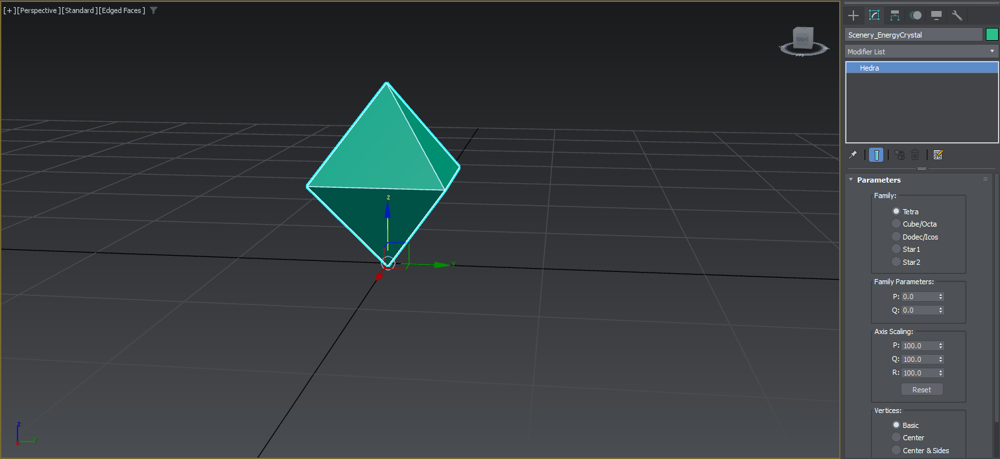 [+][Perspective][Standard][Edged Faces]
RIGHT
z
y
z
y
Scenery_EnergyCrystal
Modifier List
Hedra
Parameters
Family:
Tetra
Cube/Octa
Dodec/Icos
Star1
Star2
Family Parameters:
P: 0.0
Q: 0.0
Axis Scaling:
P: 100.0
Q: 100.0
R: 100.0
Reset
Vertices:
Basic
Center
Center & Sides